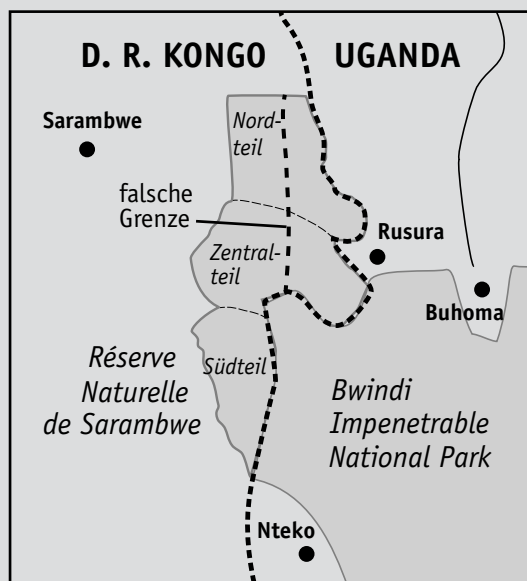 D. R. KONGO
UGANDA
Sarambwe
Nord-
teil
falsche
Grenze
Rusura
Zentral-
teil
Buhoma
Réserve
Naturelle
de Sarambwe
Südteil
Bwindi
Impenetrable
National Park
Nteko